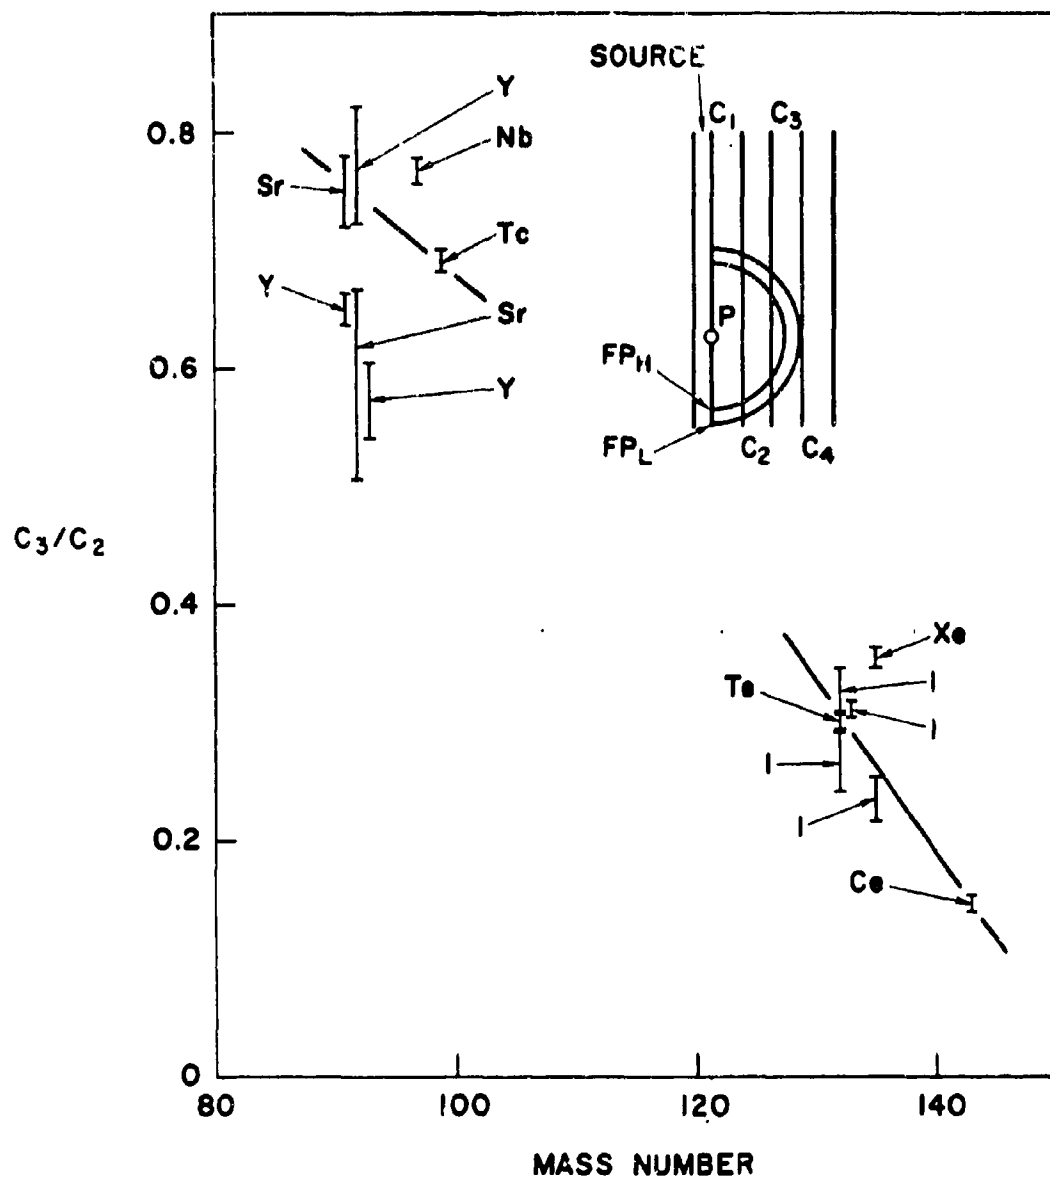 SOURCE
C1 C3
Y
0.8
Nb
Sr
Tc
Y
Sr
P
FPH
0.6
Y
FPL
C2 C4
C3/C2
0.4
Xe
Te
I
I
I
0.2
I
Ce
0
80 100 120 140
MASS NUMBER